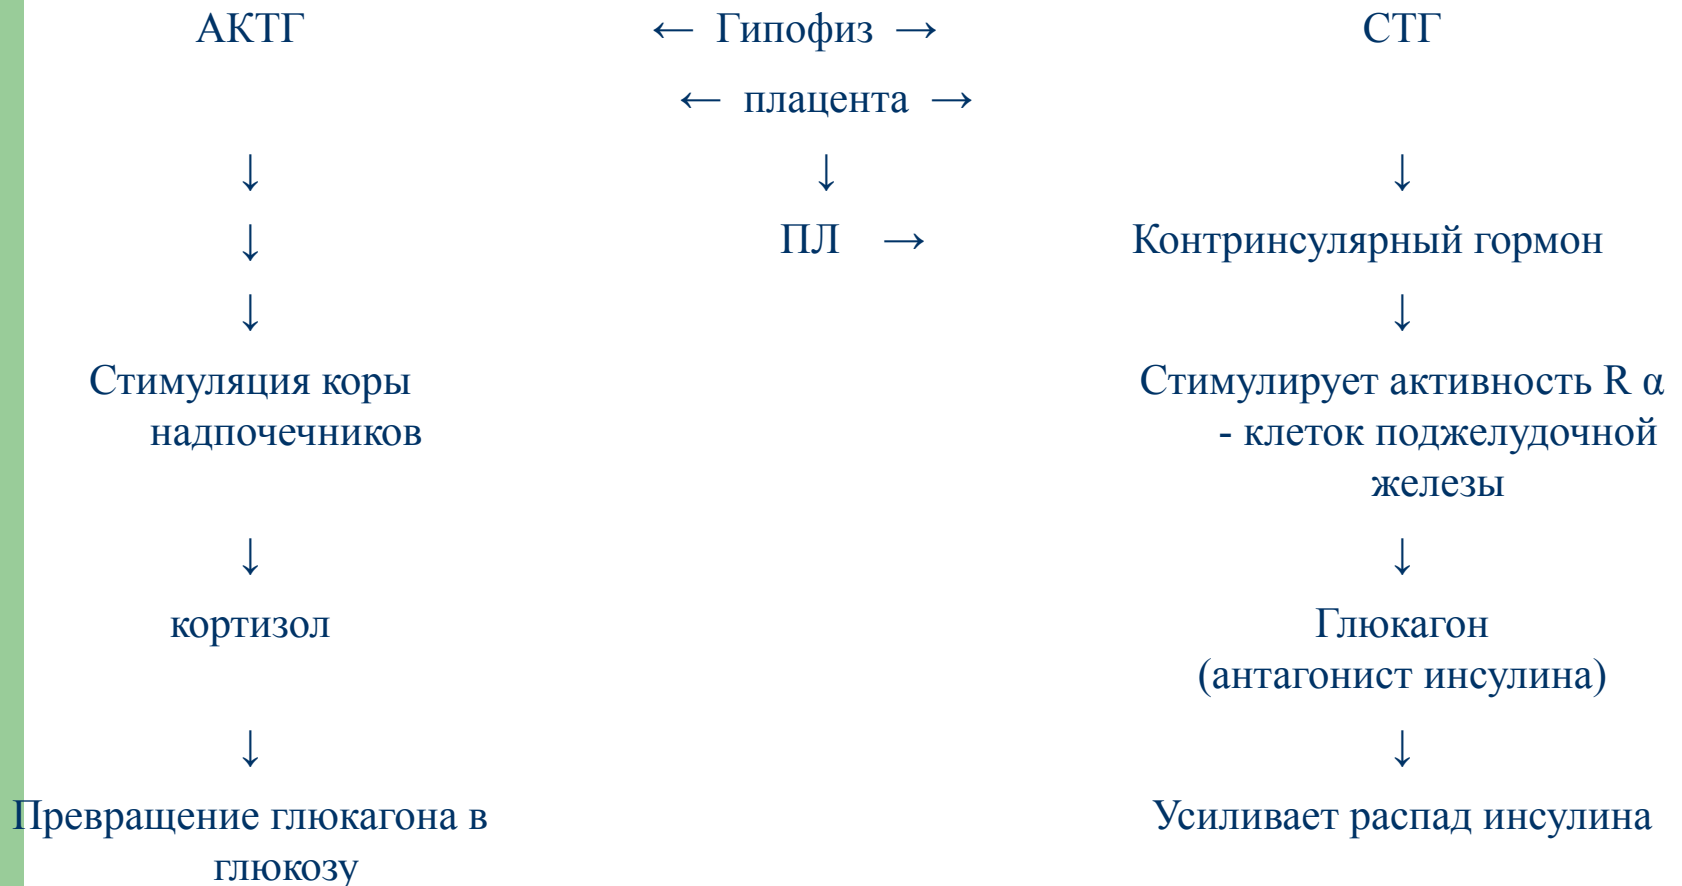 АКТГ ← Гипофиз → СТГ
← плацента →
↓ ↓ ↓
↓ ПЛ → Контринсулярный гормон
↓ ↓
Стимуляция коры Стимулирует активность R α
надпочечников - клеток поджелудочной
железы
↓ ↓
кортизол Глюкагон
(антагонист инсулина)
↓ ↓
Превращение глюкагона в Усиливает распад инсулина
глюкозу